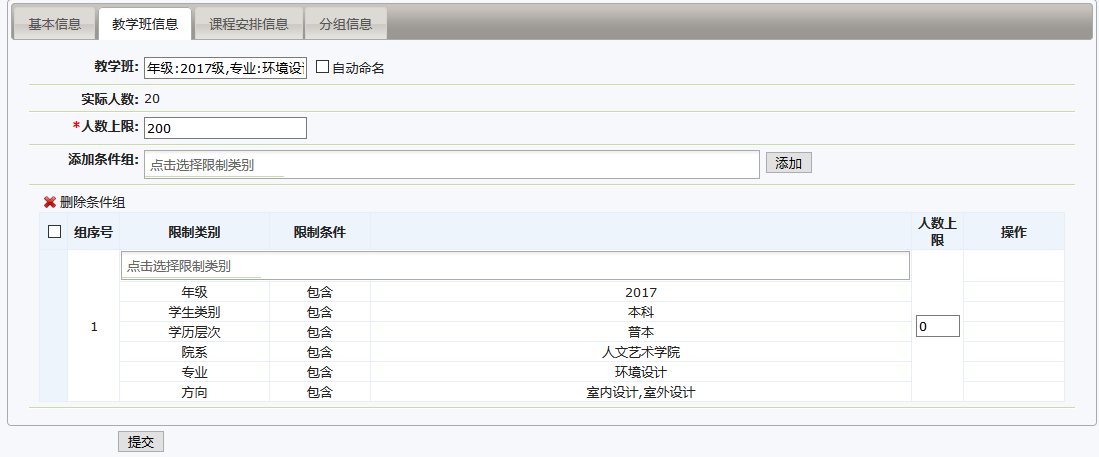 基本信息 教学班信息 课程安排信息 分组信息
教学班: 年级:2017级,专业:环境设 自动命名
实际人数: 20
*人数上限: 200
添加条件组: 点击选择限制类别 添加
删除条件组
组序号 限制类别 限制条件 人数上限 操作
点击选择限制类别
年级 包含 2017
学生类别 包含 本科
1 学历层次 包含 普本 0
院系 包含 人文艺术学院
专业 包含 环境设计
方向 包含 室内设计,室外设计
提交